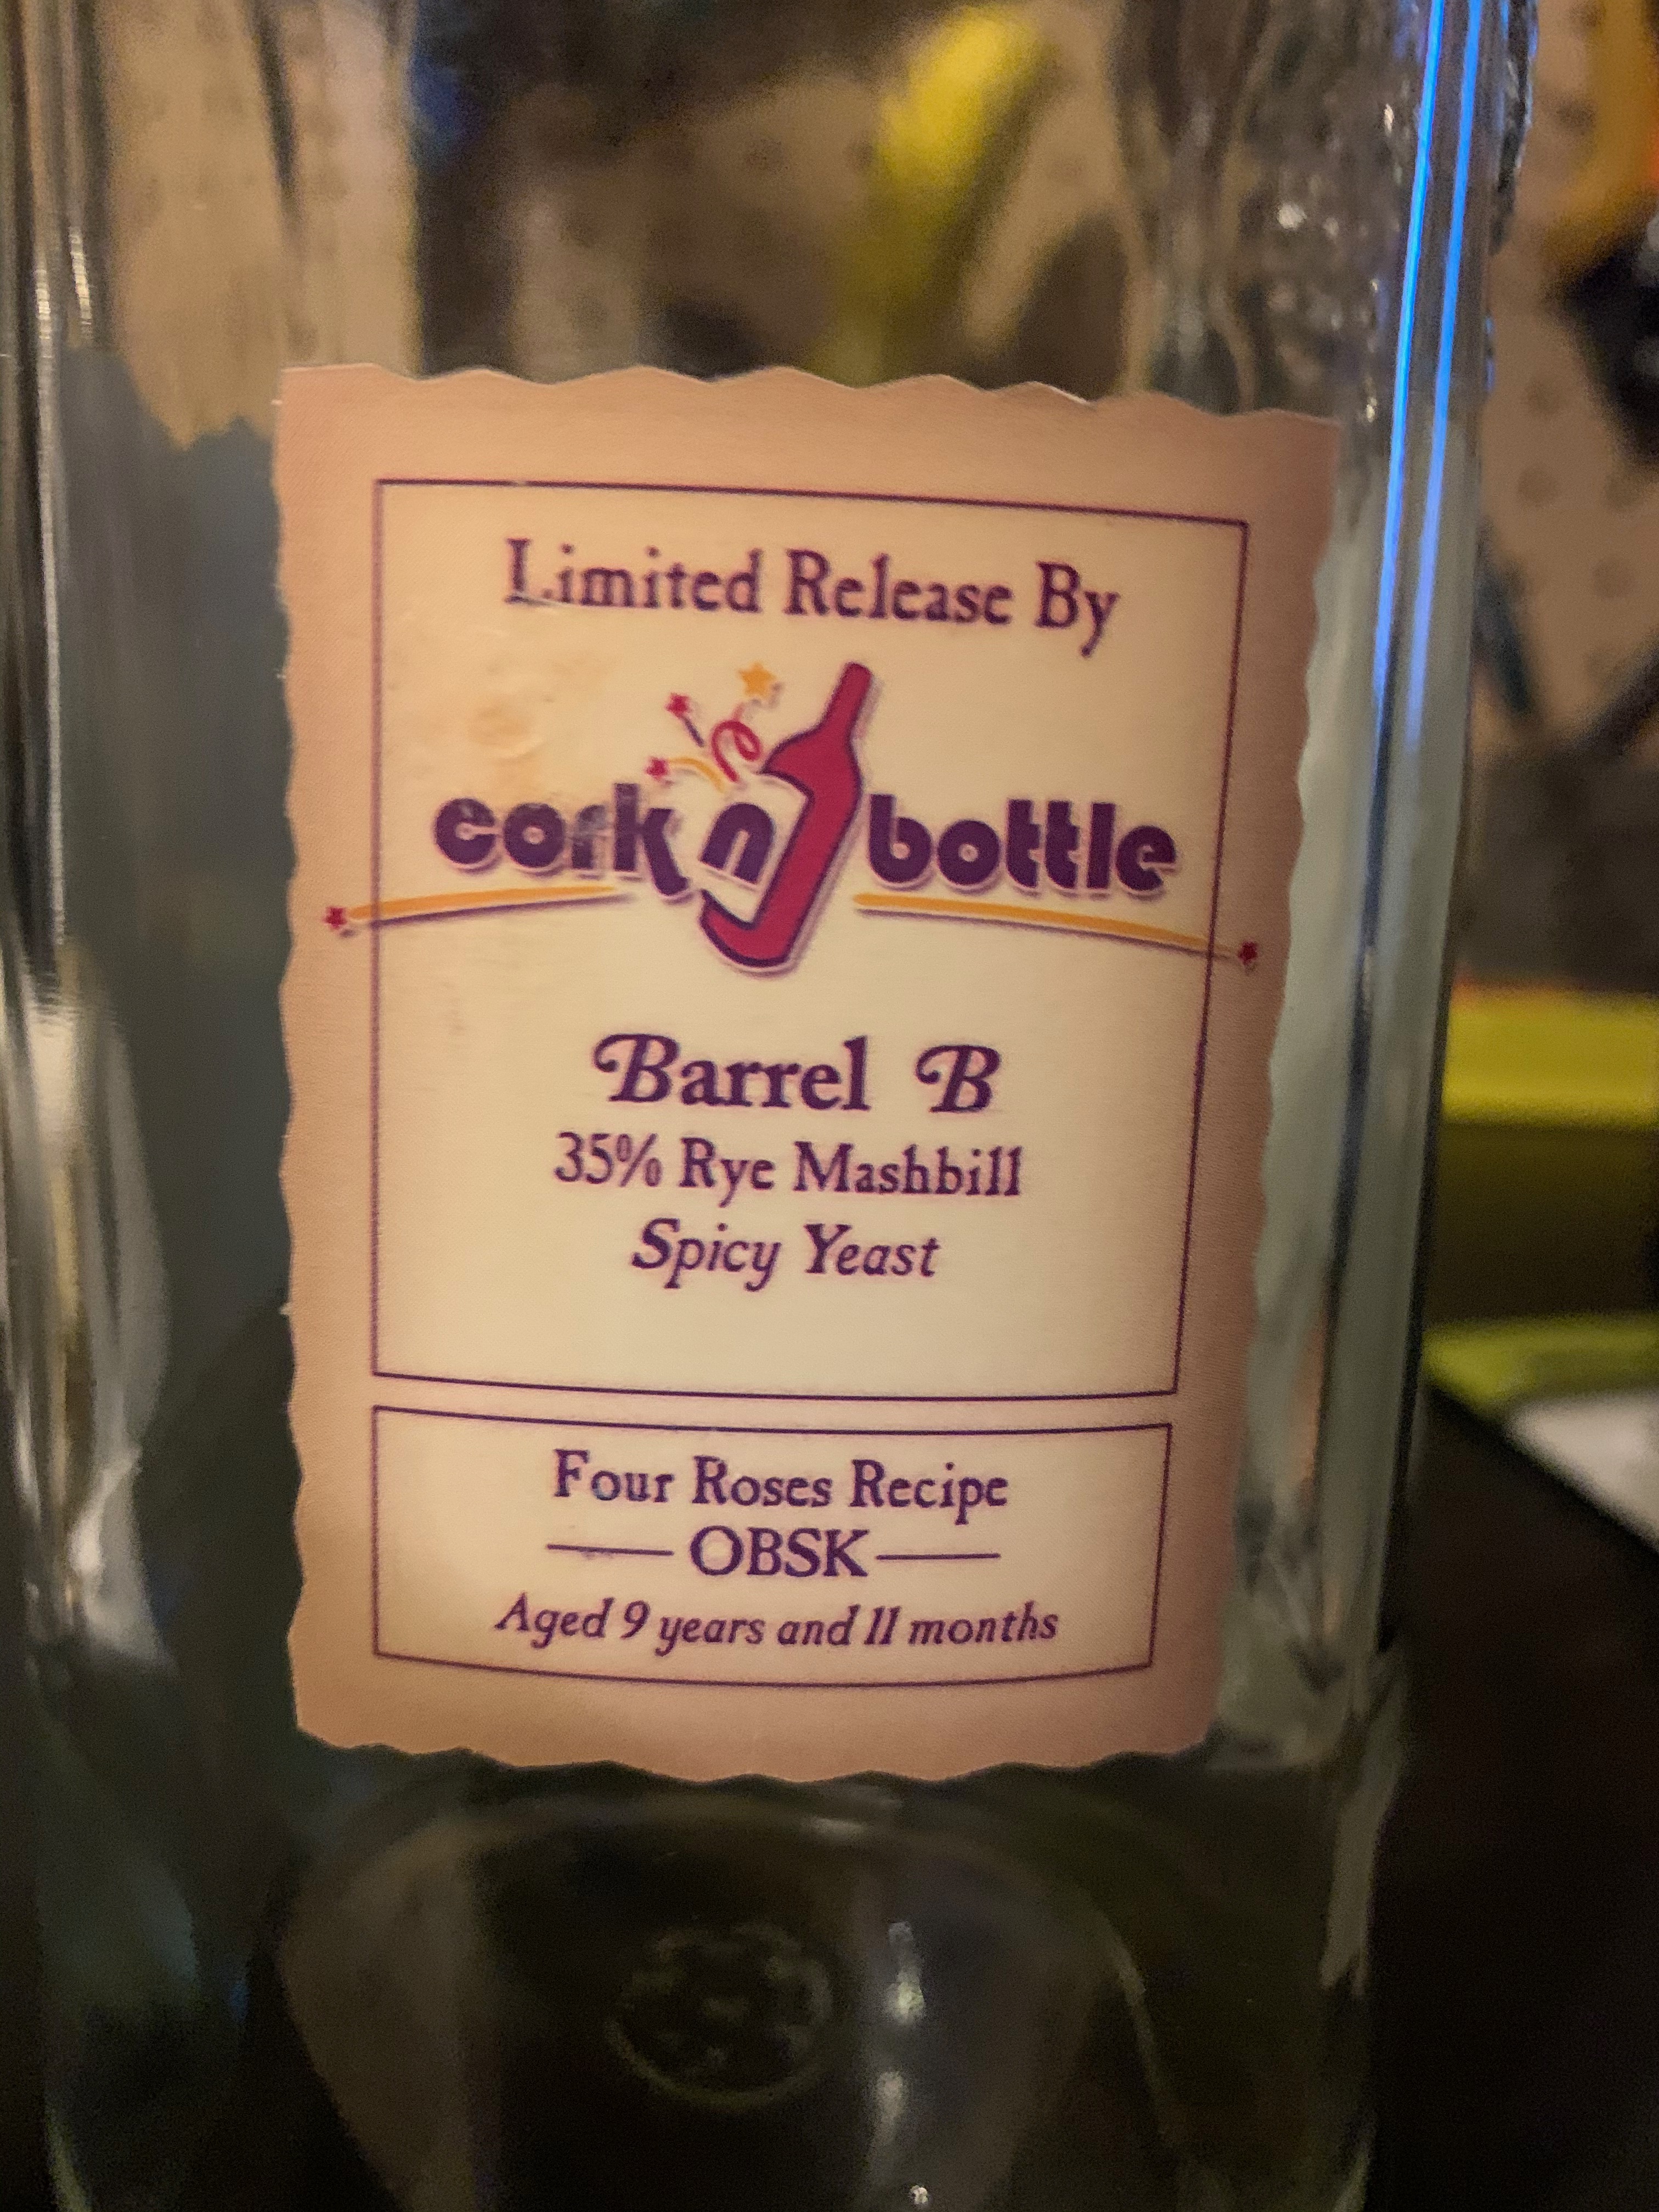 Limited Release By
cork n bottle
Barrel B
35% Rye Mashbill
Spicy Yeast
Four Roses Recipe
OBSK
Aged 9 years and 11 months